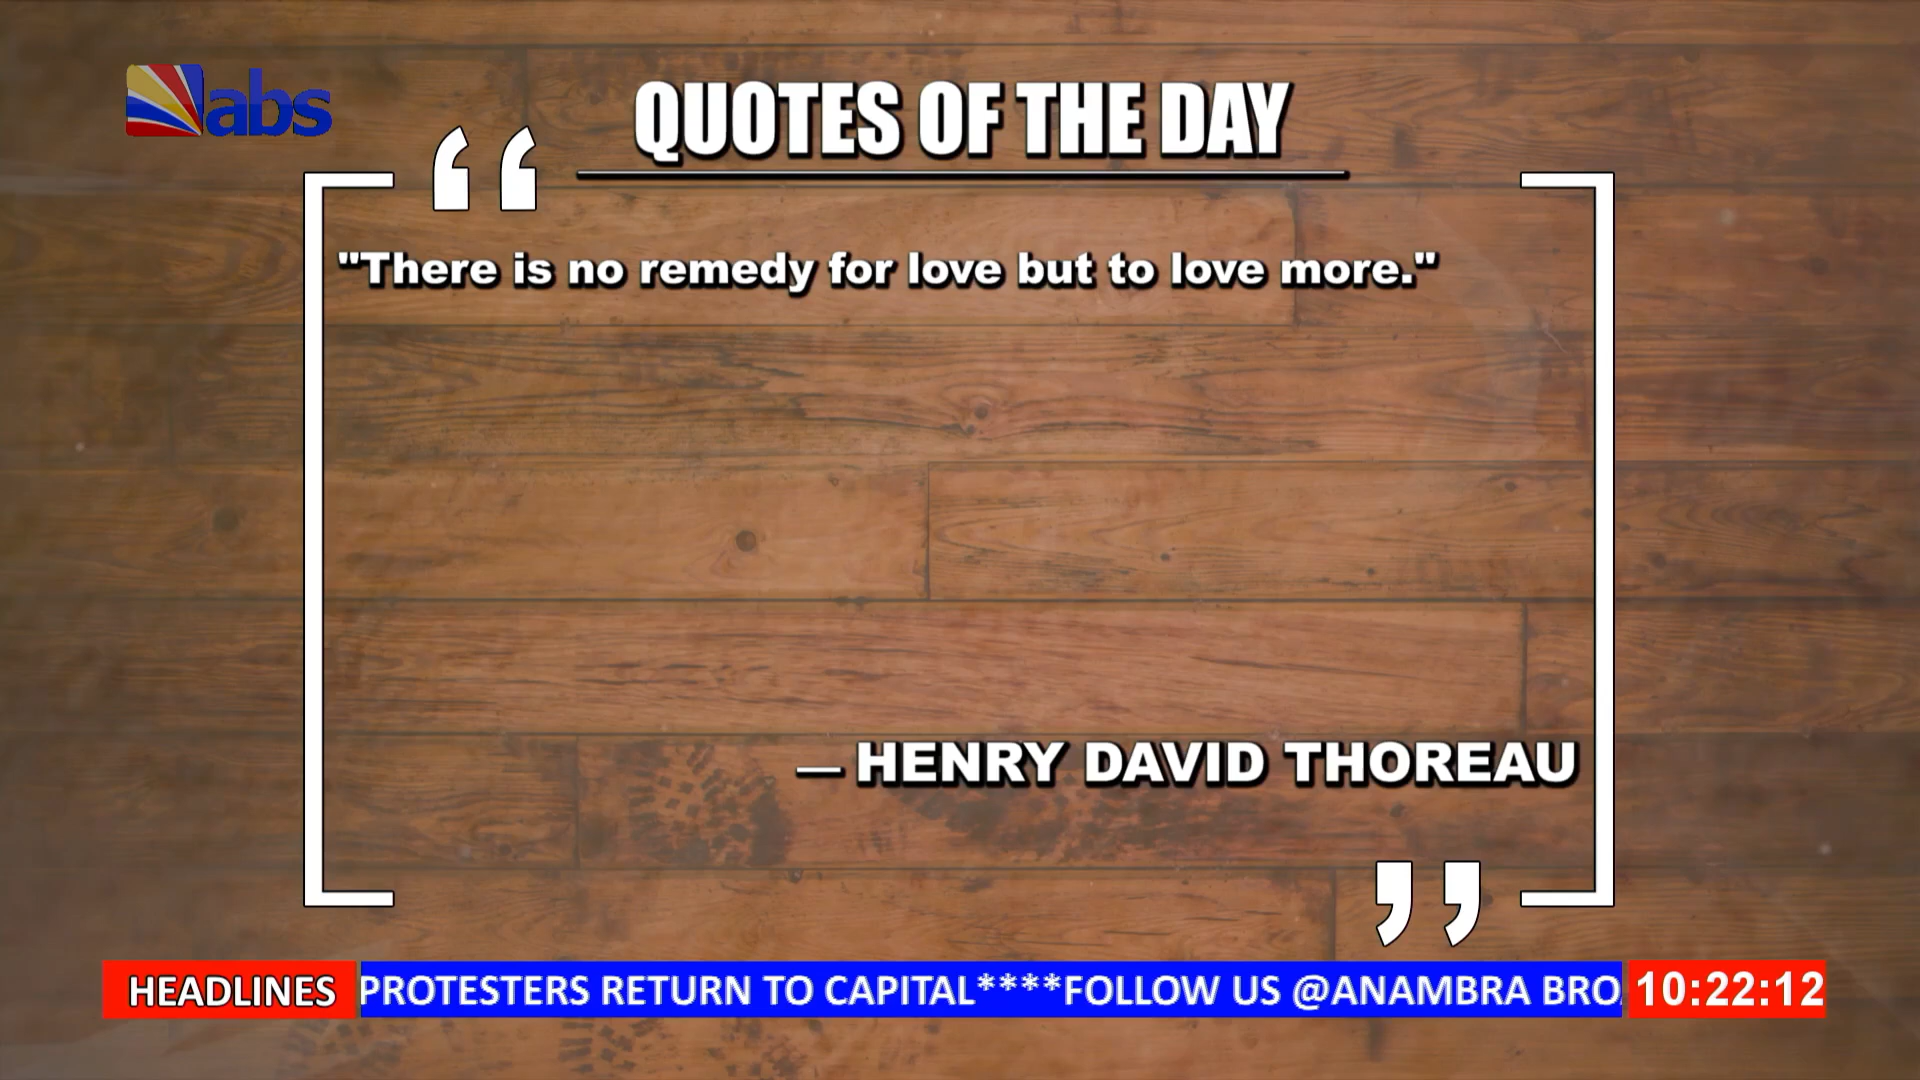 abs
QUOTES OF THE DAY
“
"There is no remedy for love but to love more."
— HENRY DAVID THOREAU
”
HEADLINES PROTESTERS RETURN TO CAPITAL****FOLLOW US @ANAMBRA BRO 10:22:12